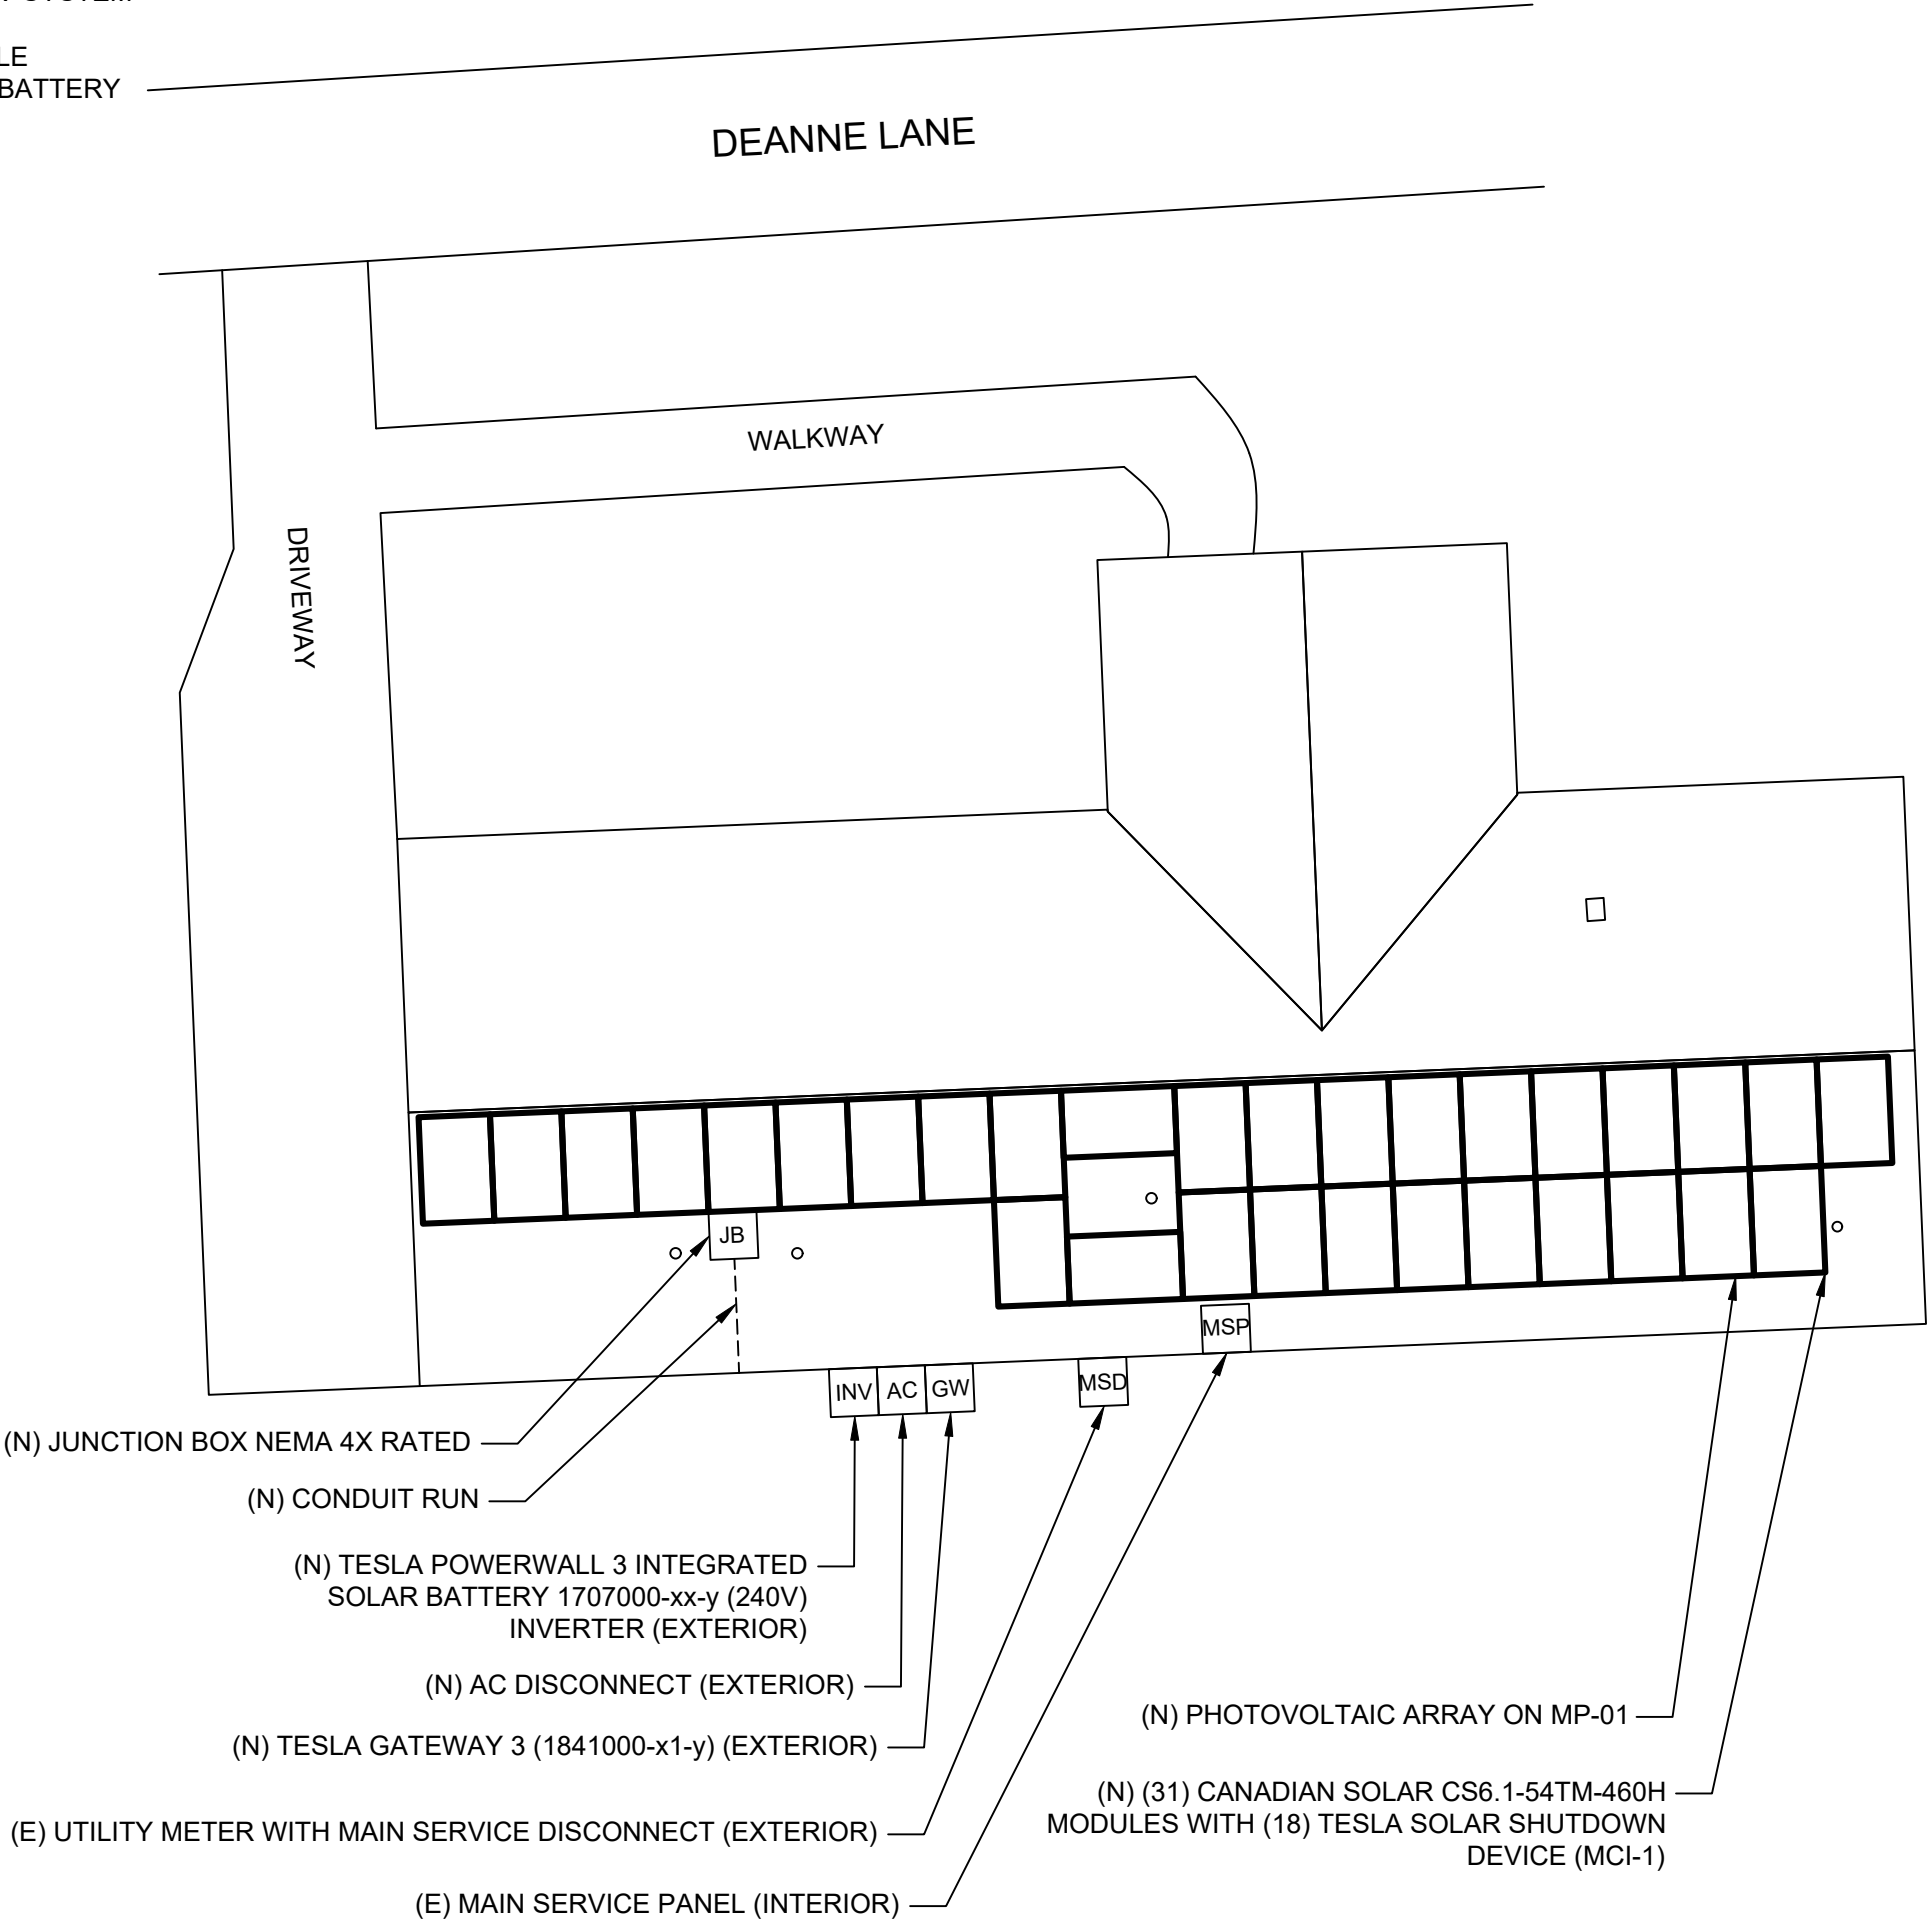 BATTERY
DEANNE LANE
WALKWAY
DRIVEWAY
JB
MSP
INV
AC
GW
MSD
(N) JUNCTION BOX NEMA 4X RATED
(N) CONDUIT RUN
(N) TESLA POWERWALL 3 INTEGRATED
SOLAR BATTERY 1707000-xx-y (240V)
INVERTER (EXTERIOR)
(N) AC DISCONNECT (EXTERIOR)
(N) TESLA GATEWAY 3 (1841000-x1-y) (EXTERIOR)
(E) UTILITY METER WITH MAIN SERVICE DISCONNECT (EXTERIOR)
(E) MAIN SERVICE PANEL (INTERIOR)
(N) PHOTOVOLTAIC ARRAY ON MP-01
(N) (31) CANADIAN SOLAR CS6.1-54TM-460H
MODULES WITH (18) TESLA SOLAR SHUTDOWN
DEVICE (MCI-1)